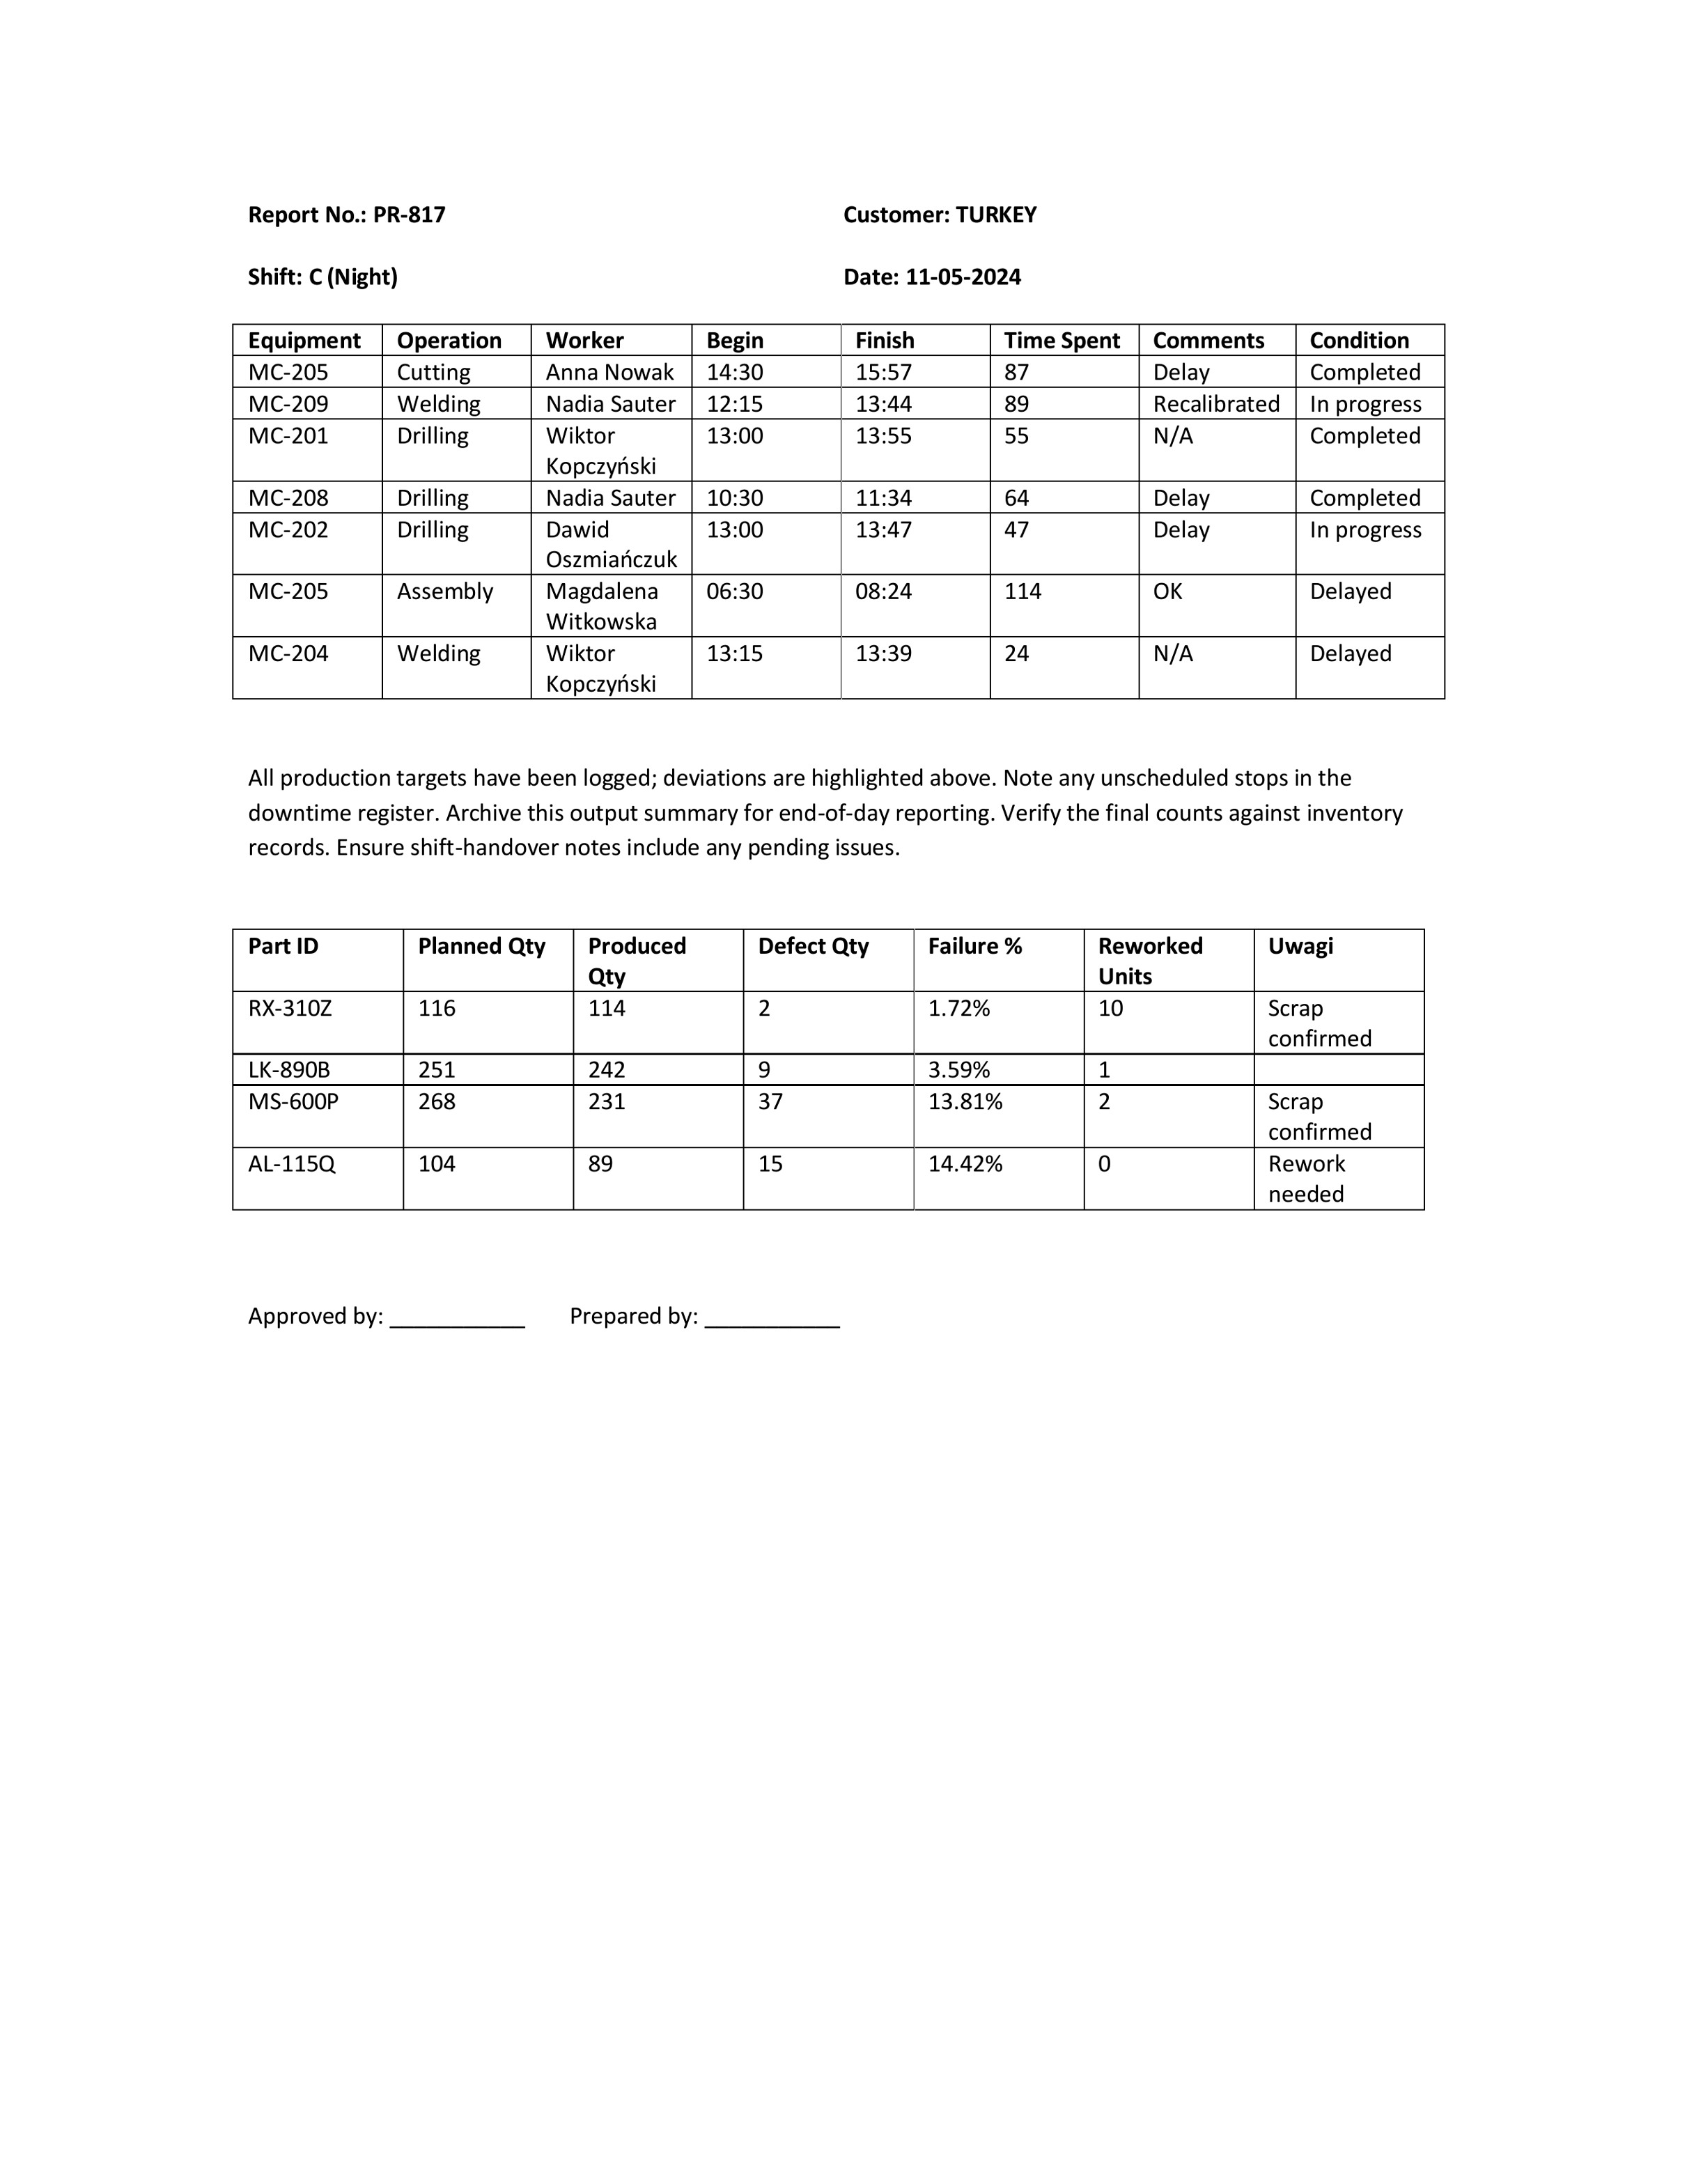 Report No.: PR-817 Customer: TURKEY
Shift: C (Night) Date: 11-05-2024
Equipment Operation Worker Begin Finish Time Spent Comments Condition
MC-205 Cutting Anna Nowak 14:30 15:57 87 Delay Completed
MC-209 Welding Nadia Sauter 12:15 13:44 89 Recalibrated In progress
MC-201 Drilling Wiktor 13:00 13:55 55 N/A Completed
Kopczyński
MC-208 Drilling Nadia Sauter 10:30 11:34 64 Delay Completed
MC-202 Drilling Dawid 13:00 13:47 47 Delay In progress
Oszmiańczuk
MC-205 Assembly Magdalena 06:30 08:24 114 OK Delayed
Witkowska
MC-204 Welding Wiktor 13:15 13:39 24 N/A Delayed
Kopczyński
All production targets have been logged; deviations are highlighted above. Note any unscheduled stops in the
downtime register. Archive this output summary for end-of-day reporting. Verify the final counts against inventory
records. Ensure shift-handover notes include any pending issues.
Part ID Planned Qty Produced Defect Qty Failure % Reworked Uwagi
Qty Units
RX-310Z 116 114 2 1.72% 10 Scrap
confirmed
LK-890B 251 242 9 3.59% 1
MS-600P 268 231 37 13.81% 2 Scrap
confirmed
AL-115Q 104 89 15 14.42% 0 Rework
needed
Approved by: ___________ Prepared by: ___________